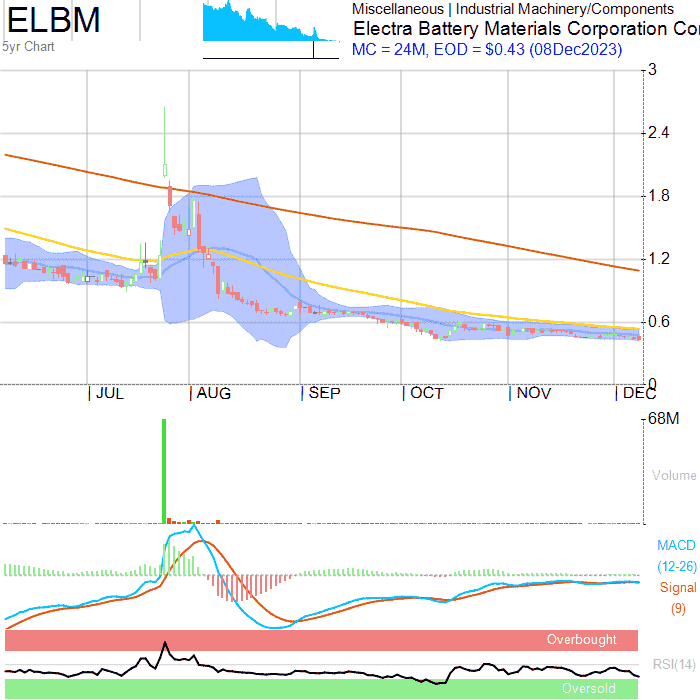 ELBM
5yr Chart
Miscellaneous | Industrial Machinery/Components
Electra Battery Materials Corporation Co
MC = 24M, EOD = $0.43 (08Dec2023)
3
2.4
1.8
1.2
0.6
0
JUL
AUG
SEP
OCT
NOV
DEC
68M
Volume
MACD
(12-26)
Signal
(9)
Overbought
RSI(14)
Oversold